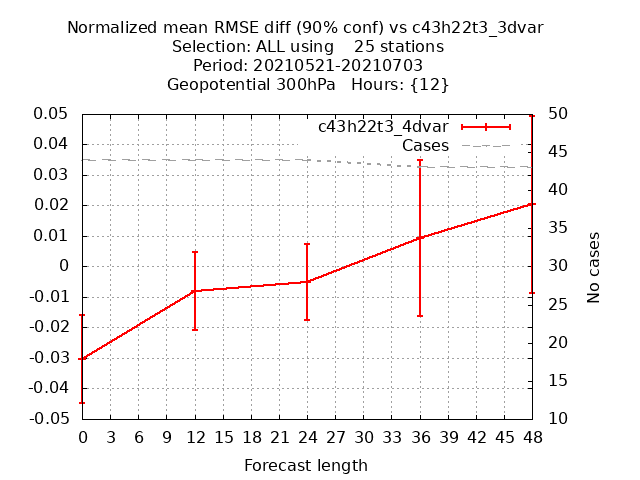 Normalized mean RMSE diff (90% conf) vs c43h22t3_3dvar
Selection: ALL using    25 stations
Period: 20210521-20210703
Geopotential 300hPa   Hours: {12}
c43h22t3_4dvar
Cases
0.05
0.04
0.03
0.02
0.01
0
-0.01
-0.02
-0.03
-0.04
-0.05
50
45
40
35
30
25
20
15
10
No cases
0 3 6 9 12 15 18 21 24 27 30 33 36 39 42 45 48
Forecast length